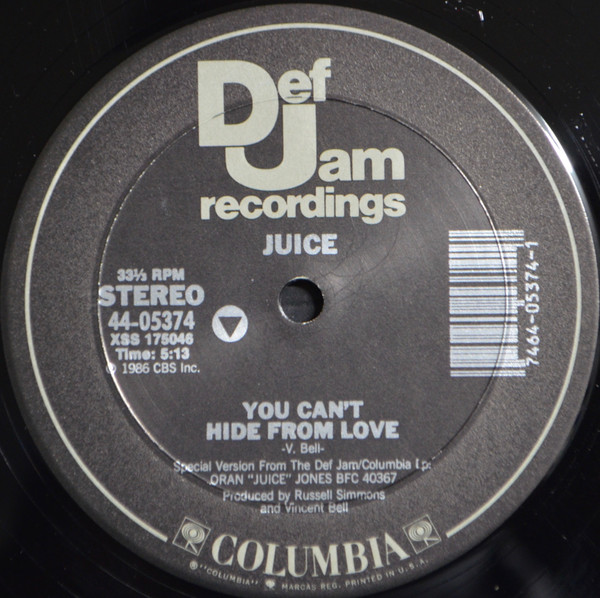 Def
Jam
recordings
JUICE
33⅓ RPM
STEREO
44-05374
XSS 175046
Time: 5:13
℗ 1986 CBS Inc.
7464-05374-1
YOU CAN'T
HIDE FROM LOVE
-V. Bell-
Special Version From The Def Jam/Columbia Lp:
ORAN "JUICE" JONES BFC 40367
Produced by Russell Simmons
and Vincent Bell
COLUMBIA
® "COLUMBIA" MARCAS REG. PRINTED IN U.S.A.